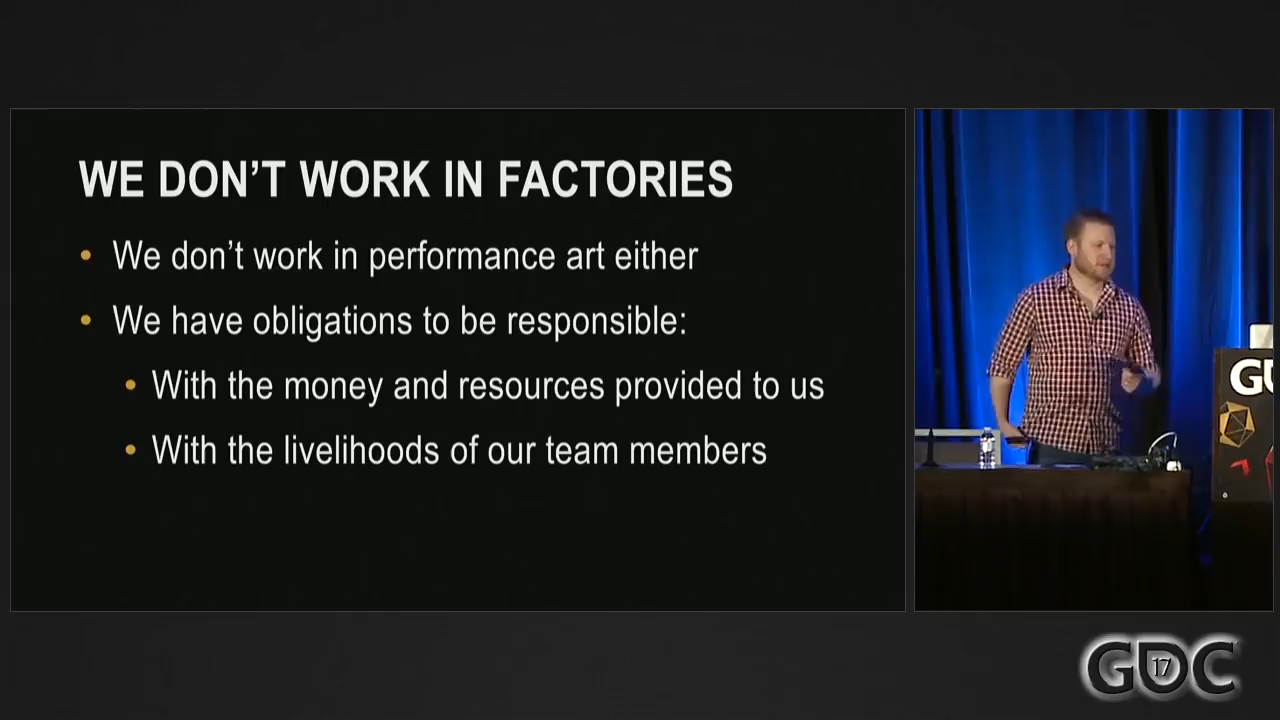 WE DON'T WORK IN FACTORIES
• We don't work in performance art either
• We have obligations to be responsible:
• With the money and resources provided to us
• With the livelihoods of our team members
GDC
17